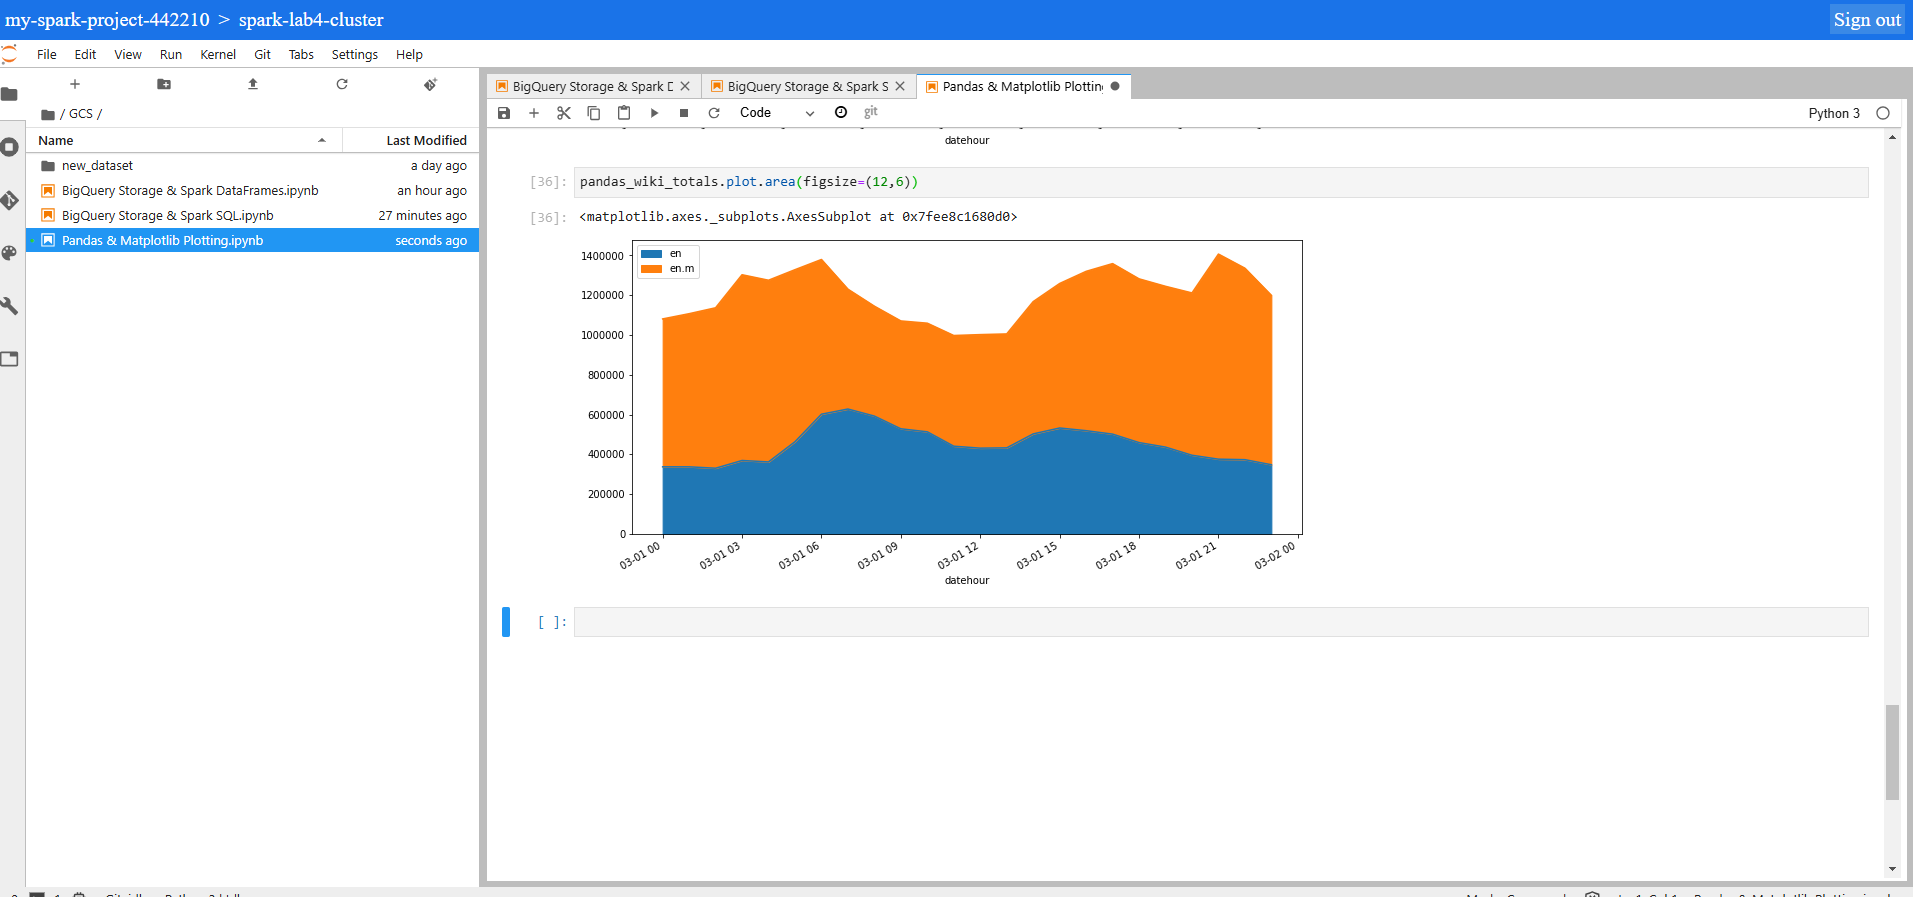 my-spark-project-442210 > spark-lab4-cluster
Sign out
File Edit View Run Kernel Git Tabs Settings Help
/ GCS /
Name Last Modified
new_dataset a day ago
BigQuery Storage & Spark DataFrames.ipynb an hour ago
BigQuery Storage & Spark SQL.ipynb 27 minutes ago
Pandas & Matplotlib Plotting.ipynb seconds ago
BigQuery Storage & Spark D
BigQuery Storage & Spark S
Pandas & Matplotlib Plotting
Code
git
Python 3
datehour
[36]: pandas_wiki_totals.plot.area(figsize=(12,6))
[36]: <matplotlib.axes._subplots.AxesSubplot at 0x7fee8c1680d0>
en
en.m
1400000
1200000
1000000
800000
600000
400000
200000
0
03-01 00 03-01 03 03-01 06 03-01 09 03-01 12 03-01 15 03-01 18 03-01 21 03-02 00
datehour
[ ]: